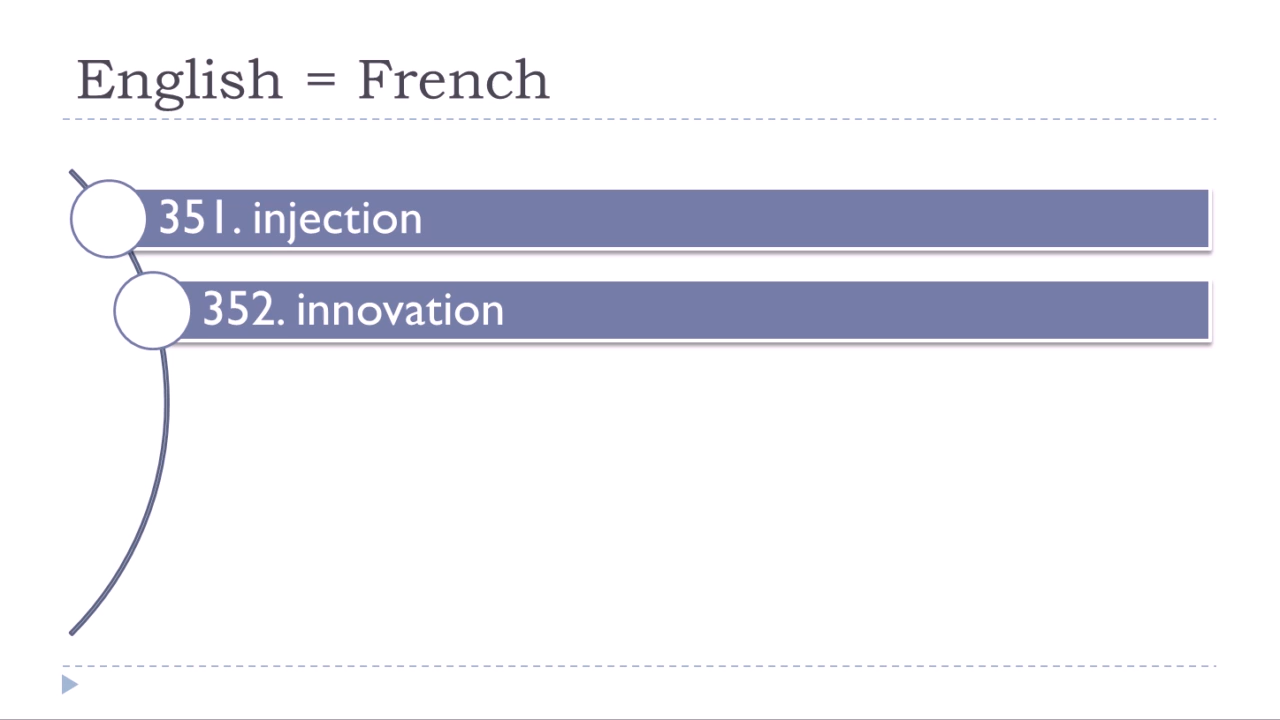 English = French
351. injection
352. innovation